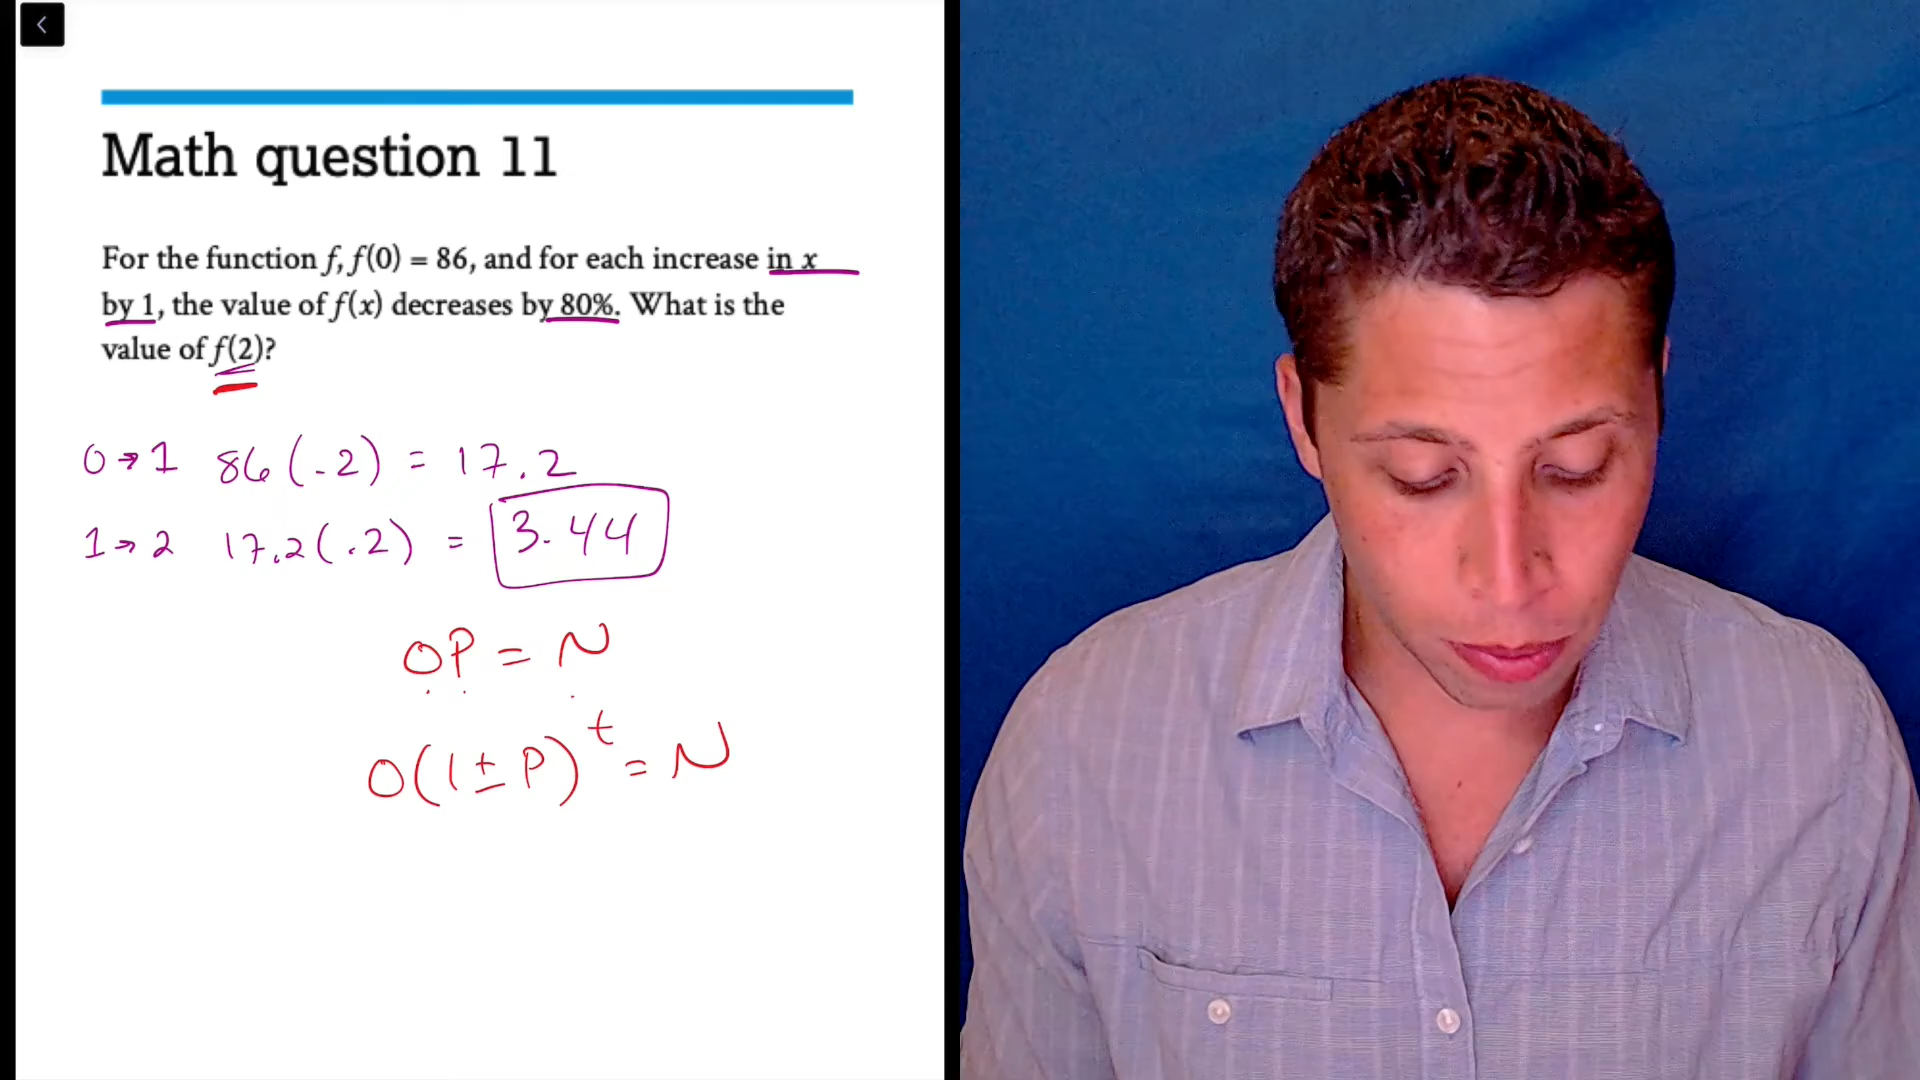 Math question 11
For the function f, f(0) = 86, and for each increase in x
by 1, the value of f(x) decreases by 80%. What is the
value of f(2)?
0→1 86(.2) = 17.2
1→2 17.2(.2) = 3.44
OP = N
O(1±P)^t = N